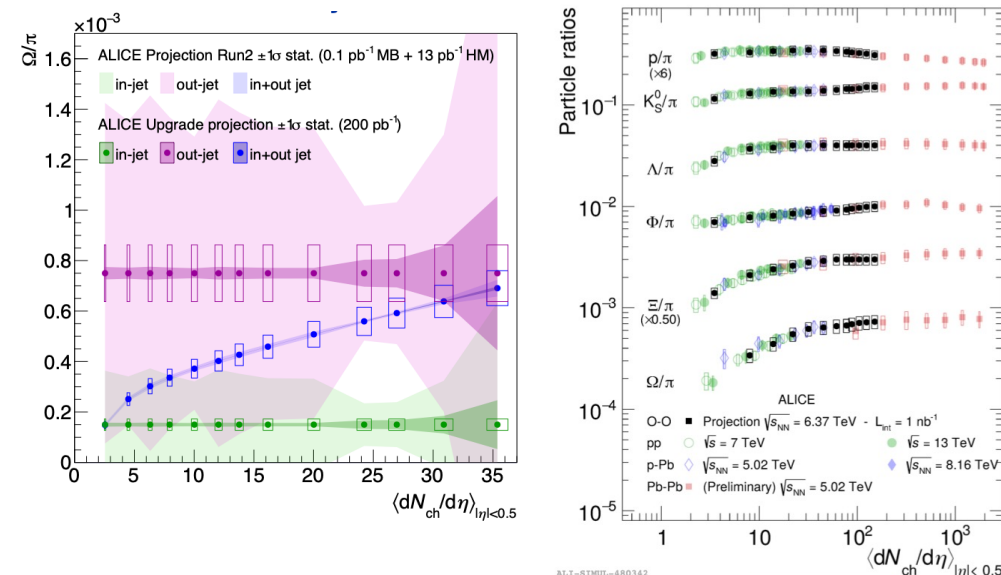 ×10⁻³
Ω/π
ALICE Projection Run2 ±1σ stat. (0.1 pb⁻¹ MB + 13 pb⁻¹ HM)
in-jet out-jet in+out jet
ALICE Upgrade projection ±1σ stat. (200 pb⁻¹)
in-jet out-jet in+out jet
1.6
1.4
1.2
1
0.8
0.6
0.4
0.2
0
0 5 10 15 20 25 30 35
⟨dN_ch/dη⟩_|η|<0.5
Particle ratios
10⁻¹
10⁻²
10⁻³
10⁻⁴
10⁻⁵
p/π
(×6)
K⁰_S/π
Λ/π
Φ/π
Ξ/π
(×0.50)
Ω/π
ALICE
O-O Projection √s_NN = 6.37 TeV - L_int = 1 nb⁻¹
pp √s = 7 TeV √s = 13 TeV
p-Pb √s_NN = 5.02 TeV √s_NN = 8.16 TeV
Pb-Pb (Preliminary) √s_NN = 5.02 TeV
1 10 10² 10³
⟨dN_ch/dη⟩_|η|< 0.5
ALI-SIMUL-480342